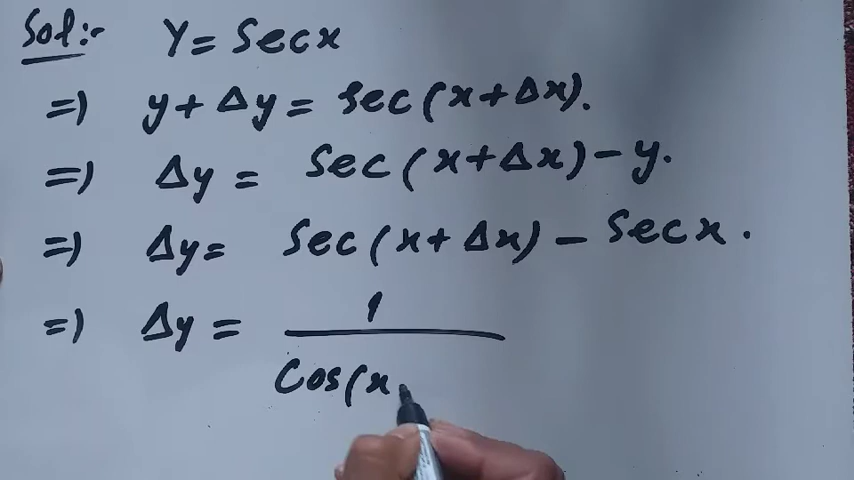 Sol:-  Y = Secx
=) y + Δy = Sec(x+Δx).
=) Δy = Sec(x+Δx) - y.
=) Δy = Sec(x+Δx) - Secx.
=) Δy = 1
Cos(x